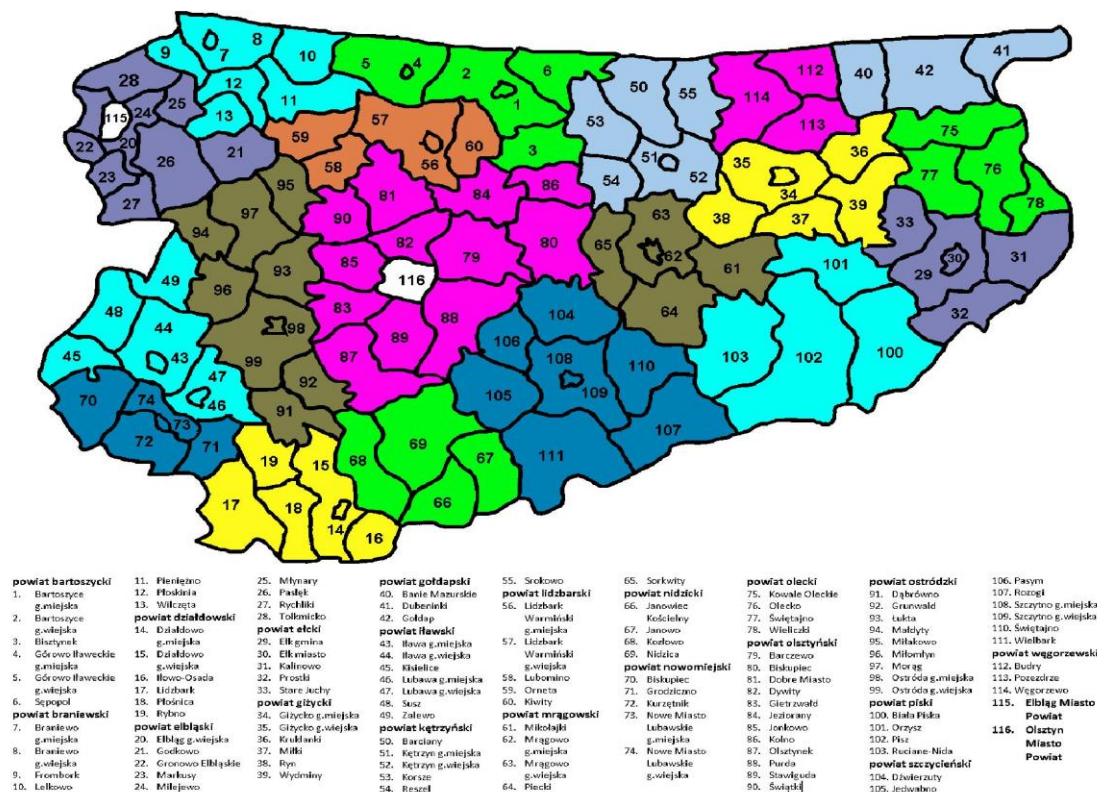 9
7
8
10
5
4
2
6
1
50
55
112
114
40
42
41
28
25
24
115
20
12
13
11
59
57
56
60
58
3
53
51
52
54
113
35
36
34
38
37
39
75
76
77
78
22
23
26
21
27
95
97
94
81
90
84
86
82
79
80
85
116
83
89
88
87
63
65
62
64
61
33
29
30
31
32
101
103
102
100
49
48
44
45
43
47
46
96
93
98
99
92
91
70
74
73
72
71
104
106
108
110
105
109
107
111
19
15
17
18
14
16
68
69
67
66
powiat bartoszycki
1. Bartoszyce
g.miejska
2. Bartoszyce
g.wiejska
3. Bisztynek
4. Górowo Iławeckie
g.miejska
5. Górowo Iławeckie
g.wiejska
6. Sępopol
powiat braniewski
7. Braniewo
g.miejska
8. Braniewo
g.wiejska
9. Frombork
10. Lelkowo
11. Pieniężno
12. Płoskinia
13. Wilczęta
powiat działdowski
14. Działdowo
g.miejska
15. Działdowo
g.wiejska
16. Iłowo-Osada
17. Lidzbark
18. Płośnica
19. Rybno
powiat elbląski
20. Elbląg g.wiejska
21. Godkowo
22. Gronowo Elbląskie
23. Markusy
24. Milejewo
25. Młynary
26. Pasłęk
27. Rychliki
28. Tolkmicko
powiat ełcki
29. Ełk gmina
30. Ełk miasto
31. Kalinowo
32. Prostki
33. Stare Juchy
powiat giżycki
34. Giżycko g.miejska
35. Giżycko g.wiejska
36. Kruklanki
37. Miłki
38. Ryn
39. Wydminy
powiat gołdapski
40. Banie Mazurskie
41. Dubeninki
42. Gołdap
powiat iławski
43. Iława g.miejska
44. Iława g.wiejska
45. Kisielice
46. Lubawa g.miejska
47. Lubawa g.wiejska
48. Susz
49. Zalewo
powiat kętrzyński
50. Barciany
51. Kętrzyn g.miejska
52. Kętrzyn g.wiejska
53. Korsze
54. Reszel
55. Srokowo
powiat lidzbarski
56. Lidzbark
Warmiński
g.miejska
57. Lidzbark
Warmiński
g.wiejska
58. Lubomino
59. Orneta
60. Kiwity
powiat mrągowski
61. Mikołajki
62. Mrągowo
g.miejska
63. Mrągowo
g.wiejska
64. Piecki
65. Sorkwity
powiat nidzicki
66. Janowiec
Kościelny
67. Janowo
68. Kozłowo
69. Nidzica
powiat nowomiejski
70. Biskupiec
71. Grodziczno
72. Kurzętnik
73. Nowe Miasto
Lubawskie
g.miejska
74. Nowe Miasto
Lubawskie
g.wiejska
powiat olecki
75. Kowale Oleckie
76. Olecko
77. Świętajno
78. Wieliczki
powiat olsztyński
79. Barczewo
80. Biskupiec
81. Dobre Miasto
82. Dywity
83. Gietrzwałd
84. Jeziorany
85. Jonkowo
86. Kolno
87. Olsztynek
88. Purda
89. Stawiguda
90. Świątki
powiat ostródzki
91. Dąbrówno
92. Grunwald
93. Łukta
94. Małdyty
95. Miłakowo
96. Miłomłyn
97. Morąg
98. Ostróda g.miejska
99. Ostróda g.wiejska
powiat piski
100. Biała Piska
101. Orzysz
102. Pisz
103. Ruciane-Nida
powiat szczycieński
104. Dźwierzuty
105. Jedwabno
106. Pasym
107. Rozogi
108. Szczytno g.miejska
109. Szczytno g.wiejska
110. Świętajno
111. Wielbark
powiat węgorzewski
112. Budry
113. Pozezdrze
114. Węgorzewo
115. Elbląg Miasto
Powiat
116. Olsztyn
Miasto
Powiat